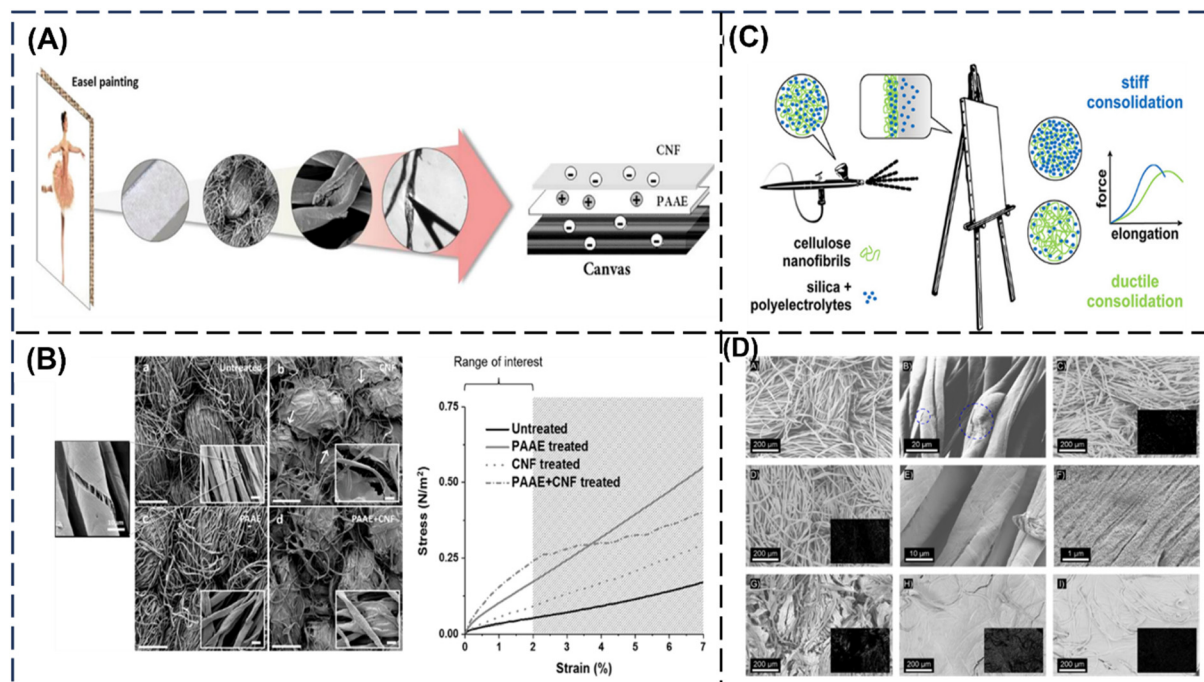 (A)
Easel painting
CNF
PAAE
Canvas
(C)
stiff
consolidation
cellulose
nanofibrils
silica +
polyelectrolytes
force
elongation
ductile
consolidation
(B)
a
Untreated
b
CNF
c
PAAE
d
PAAE+CNF
Range of interest
0.75
0.50
0.25
0.00
Stress (N/m²)
Untreated
PAAE treated
CNF treated
PAAE+CNF treated
0 1 2 3 4 5 6 7
Strain (%)
(D)
A)
200 µm
B)
20 µm
C)
200 µm
D)
200 µm
E)
10 µm
F)
1 µm
G)
200 µm
H)
200 µm
I)
200 µm